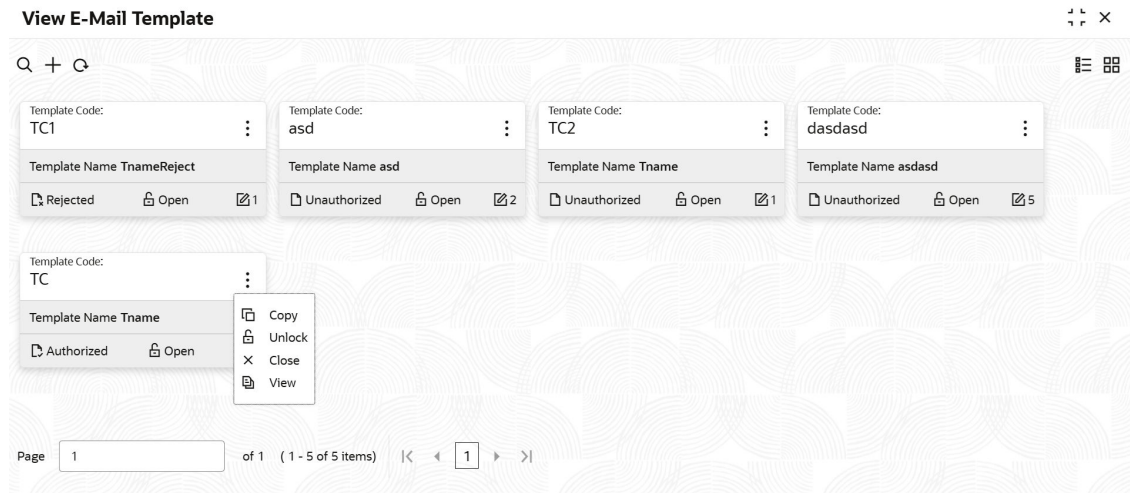 View E-Mail Template
Template Code:
TC1
Template Name TnameReject
Rejected Open 1
Template Code:
asd
Template Name asd
Unauthorized Open 2
Template Code:
TC2
Template Name Tname
Unauthorized Open 1
Template Code:
dasdasd
Template Name asdasd
Unauthorized Open 5
Template Code:
TC
Template Name Tname
Authorized Open
Copy
Unlock
Close
View
Page 1 of 1 ( 1 - 5 of 5 items) 1